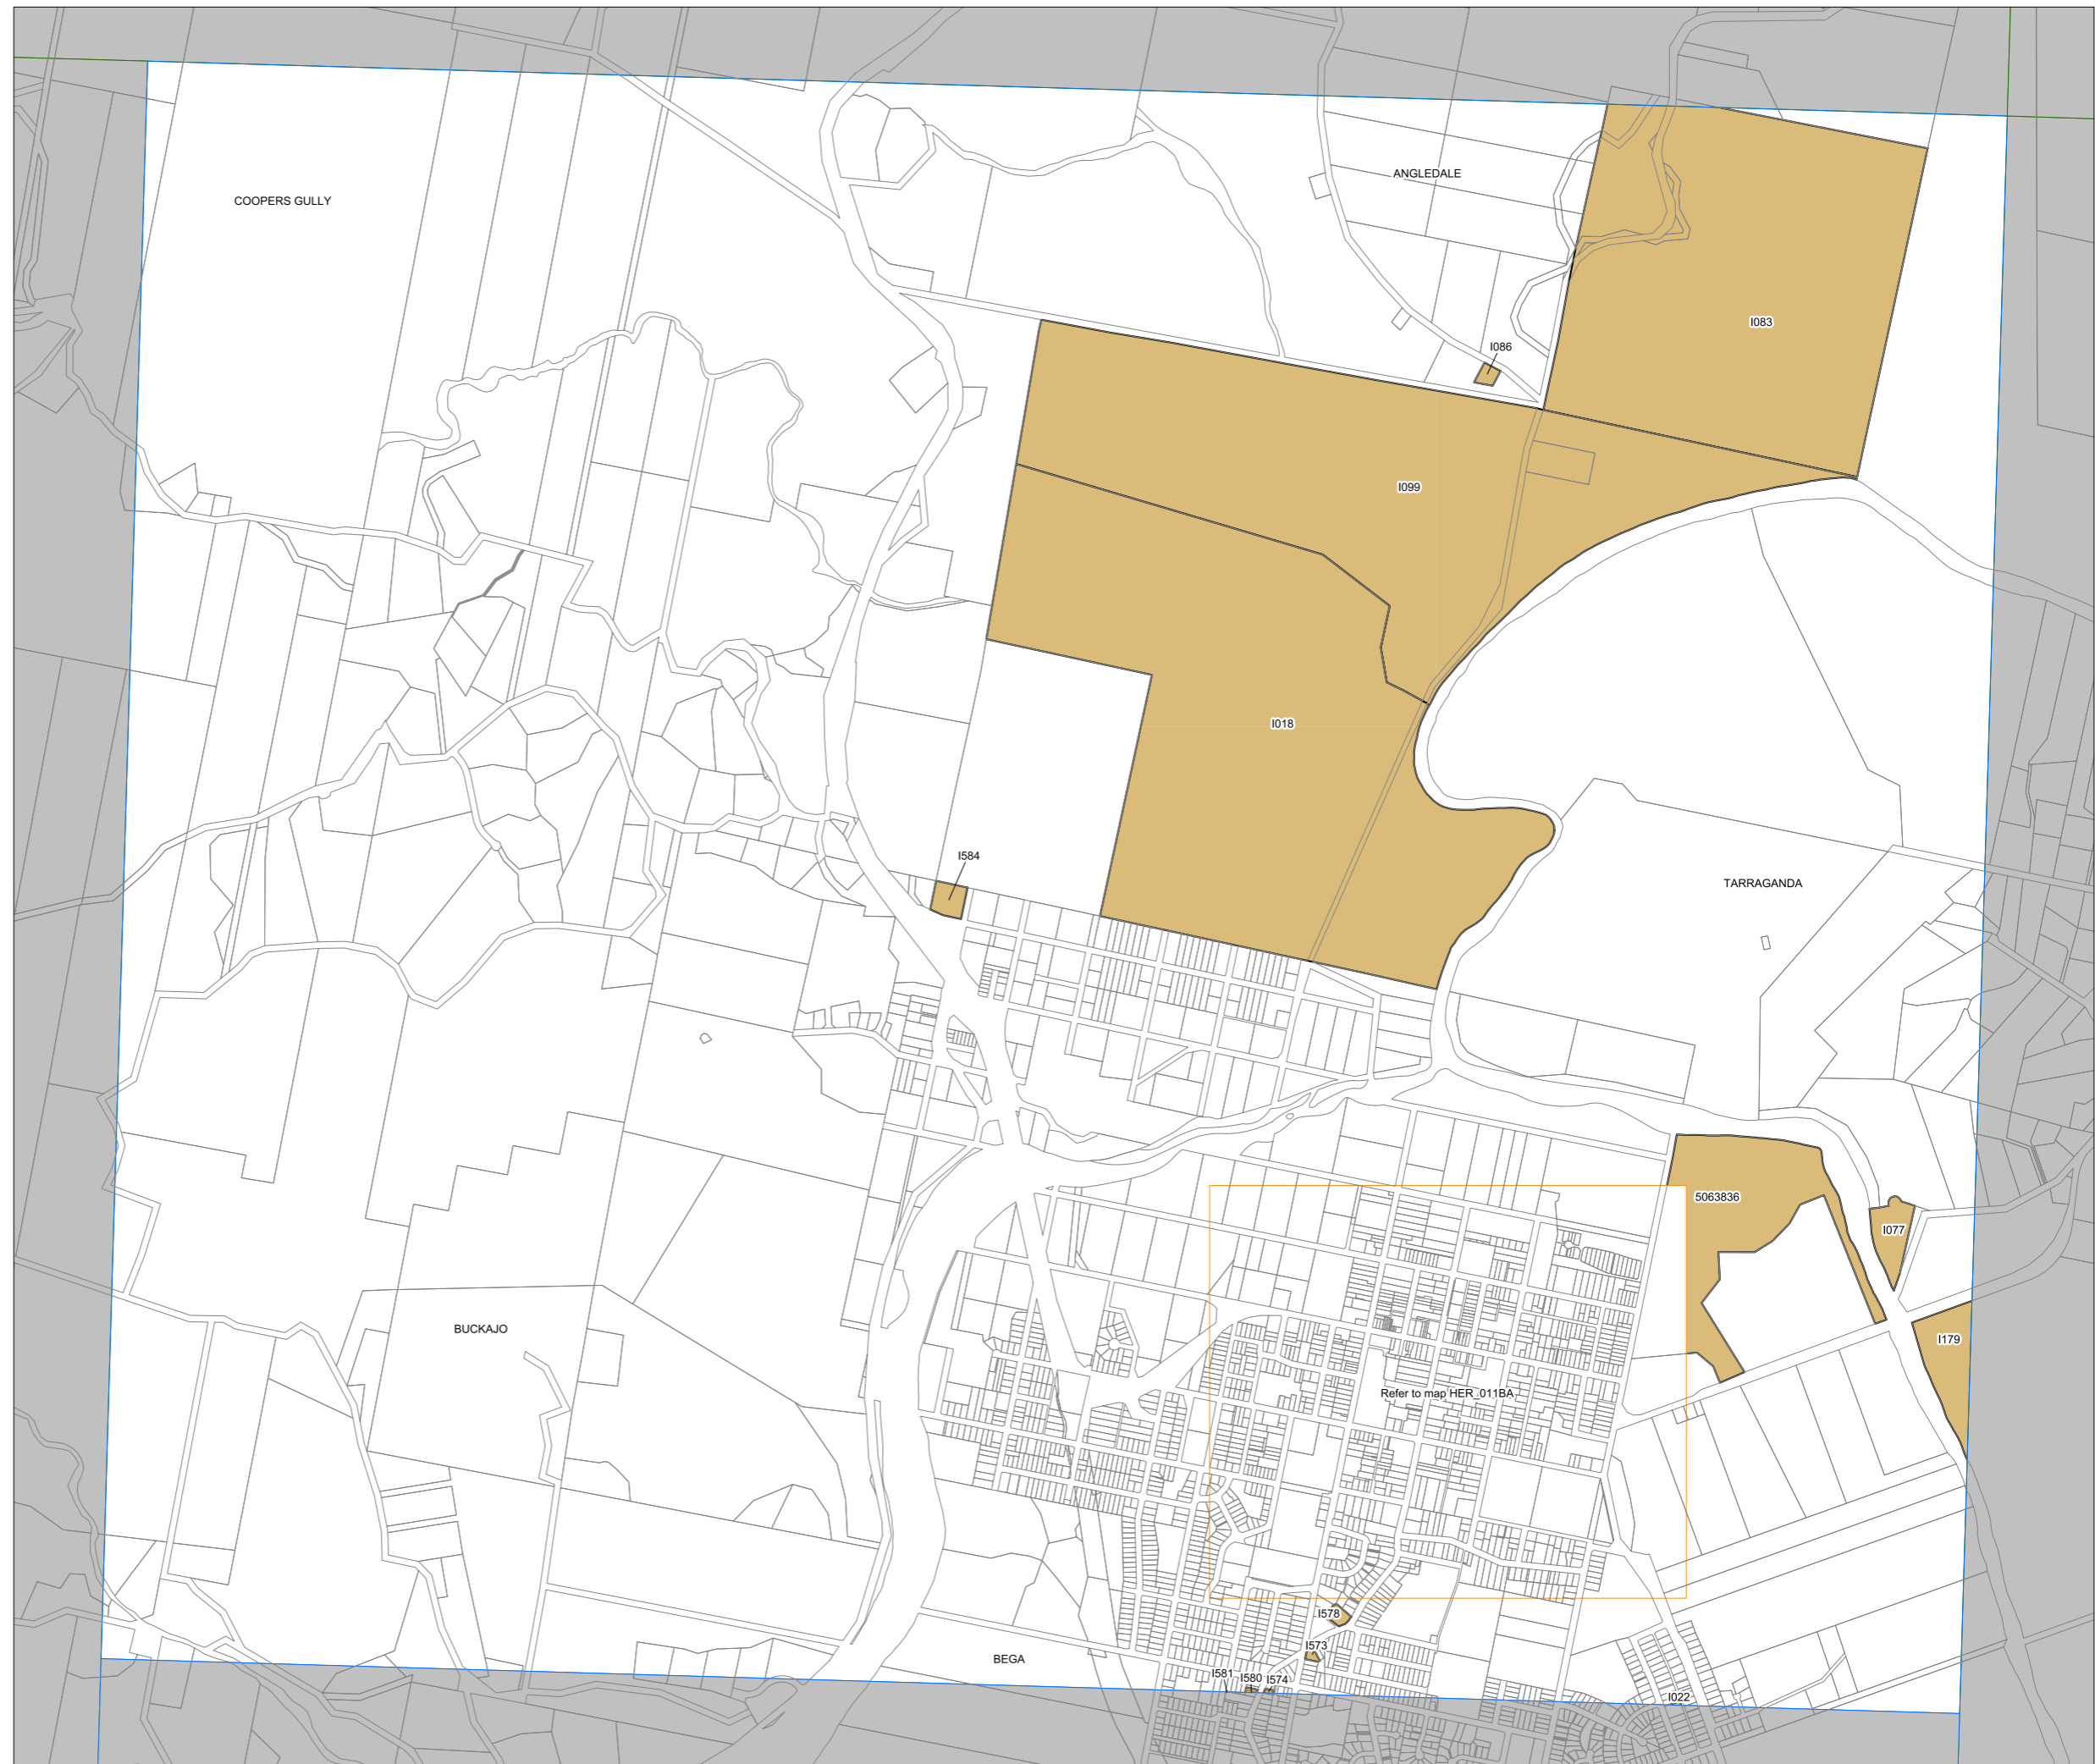 ANGLEDALE
COOPERS GULLY
I083
I086
I099
I018
I584
TARRAGANDA
5063836
I077
BUCKAJO
I179
Refer to map HER_011BA
I578
I573
BEGA
I581
I580
I574
I022